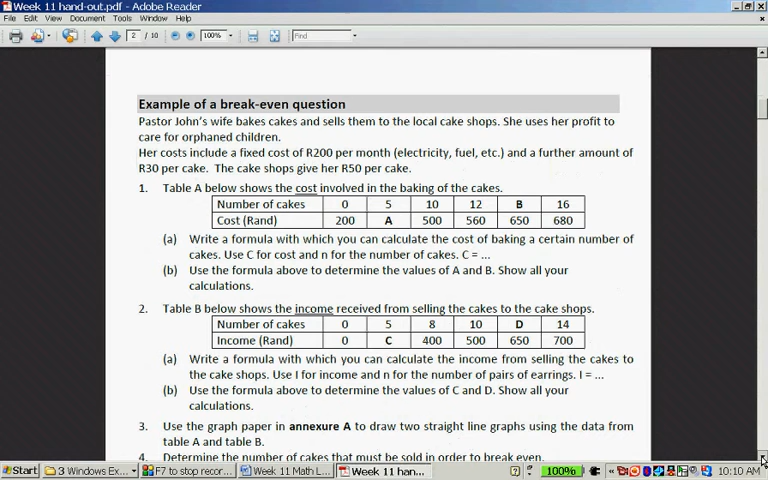 Week 11 hand-out.pdf - Adobe Reader
File Edit View Document Tools Window Help
2 / 10 100% Find
Example of a break-even question
Pastor John's wife bakes cakes and sells them to the local cake shops. She uses her profit to
care for orphaned children.
Her costs include a fixed cost of R200 per month (electricity, fuel, etc.) and a further amount of
R30 per cake. The cake shops give her R50 per cake.
1. Table A below shows the cost involved in the baking of the cakes.
Number of cakes 0 5 10 12 B 16
Cost (Rand) 200 A 500 560 650 680
(a) Write a formula with which you can calculate the cost of baking a certain number of
cakes. Use C for cost and n for the number of cakes. C = ...
(b) Use the formula above to determine the values of A and B. Show all your
calculations.
2. Table B below shows the income received from selling the cakes to the cake shops.
Number of cakes 0 5 8 10 D 14
Income (Rand) 0 C 400 500 650 700
(a) Write a formula with which you can calculate the income from selling the cakes to
the cake shops. Use I for income and n for the number of pairs of earrings. I = ...
(b) Use the formula above to determine the values of C and D. Show all your
calculations.
3. Use the graph paper in annexure A to draw two straight line graphs using the data from
table A and table B.
4. Determine the number of cakes that must be sold in order to break even.
Start 3 Windows Ex... F7 to stop recor... Week 11 Math L... Week 11 han... 100% « 10:10 AM